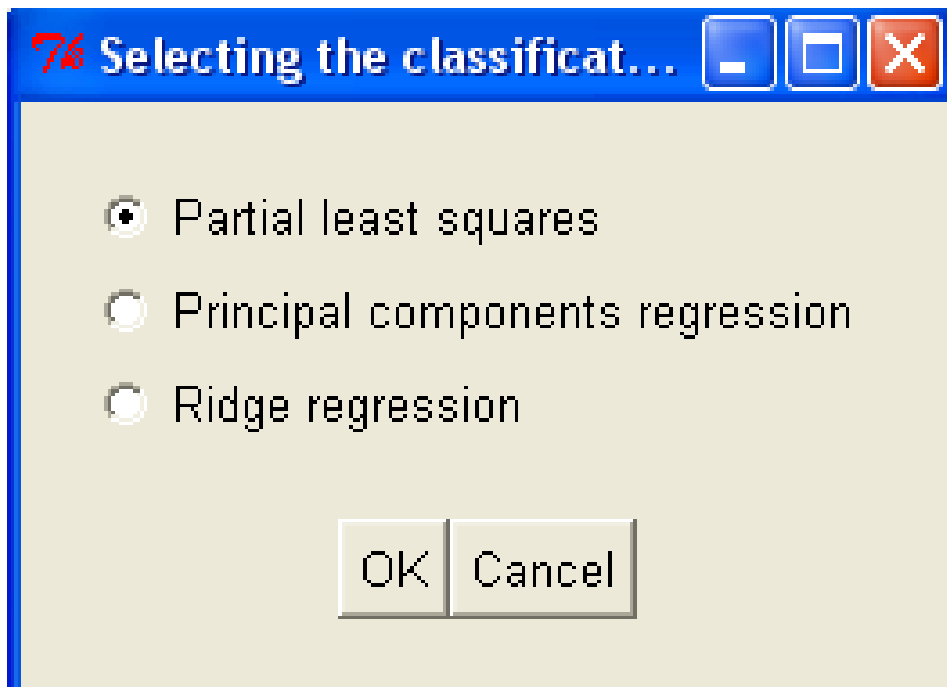 Selecting the classificat...
Partial least squares
Principal components regression
Ridge regression
OK Cancel